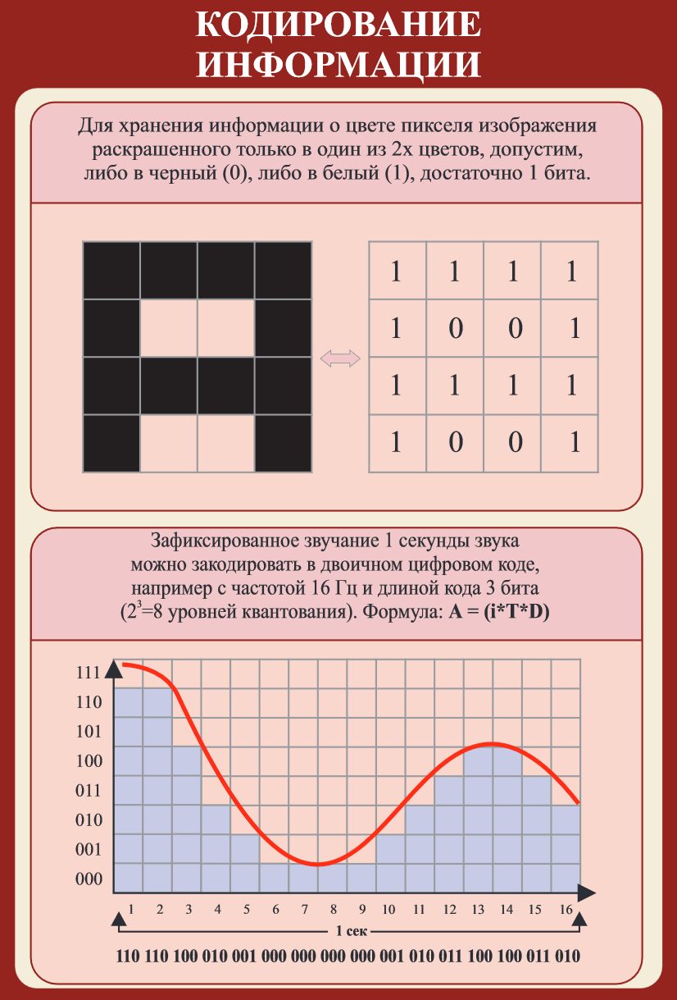 КОДИРОВАНИЕ
ИНФОРМАЦИИ
Для хранения информации о цвете пикселя изображения
раскрашенного только в один из 2х цветов, допустим,
либо в черный (0), либо в белый (1), достаточно 1 бита.
1 1 1 1
1 0 0 1
1 1 1 1
1 0 0 1
Зафиксированное звучание 1 секунды звука
можно закодировать в двоичном цифровом коде,
например с частотой 16 Гц и длиной кода 3 бита
(2³=8 уровней квантования). Формула: A = (i*T*D)
111
110
101
100
011
010
001
000
1 2 3 4 5 6 7 8 9 10 11 12 13 14 15 16
1 сек
110 110 100 010 001 000 000 000 000 001 010 011 100 100 011 010